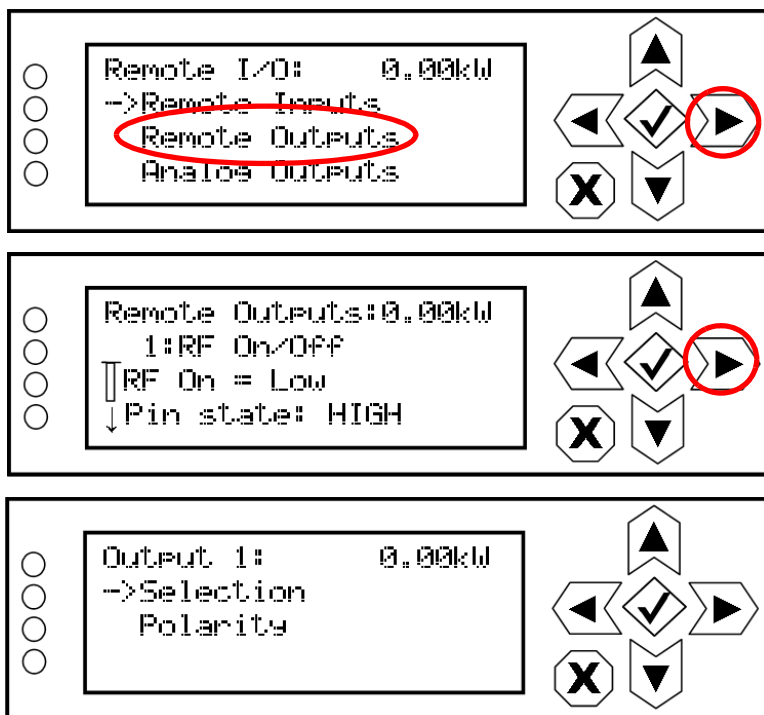 Remote I/O: 0.00kW
->Remote Inputs
Remote Outputs
Analog Outputs
X
Remote Outputs:0.00kW
1:RF On/Off
RF On = Low
↓Pin state: HIGH
X
Output 1: 0.00kW
->Selection
Polarity
X